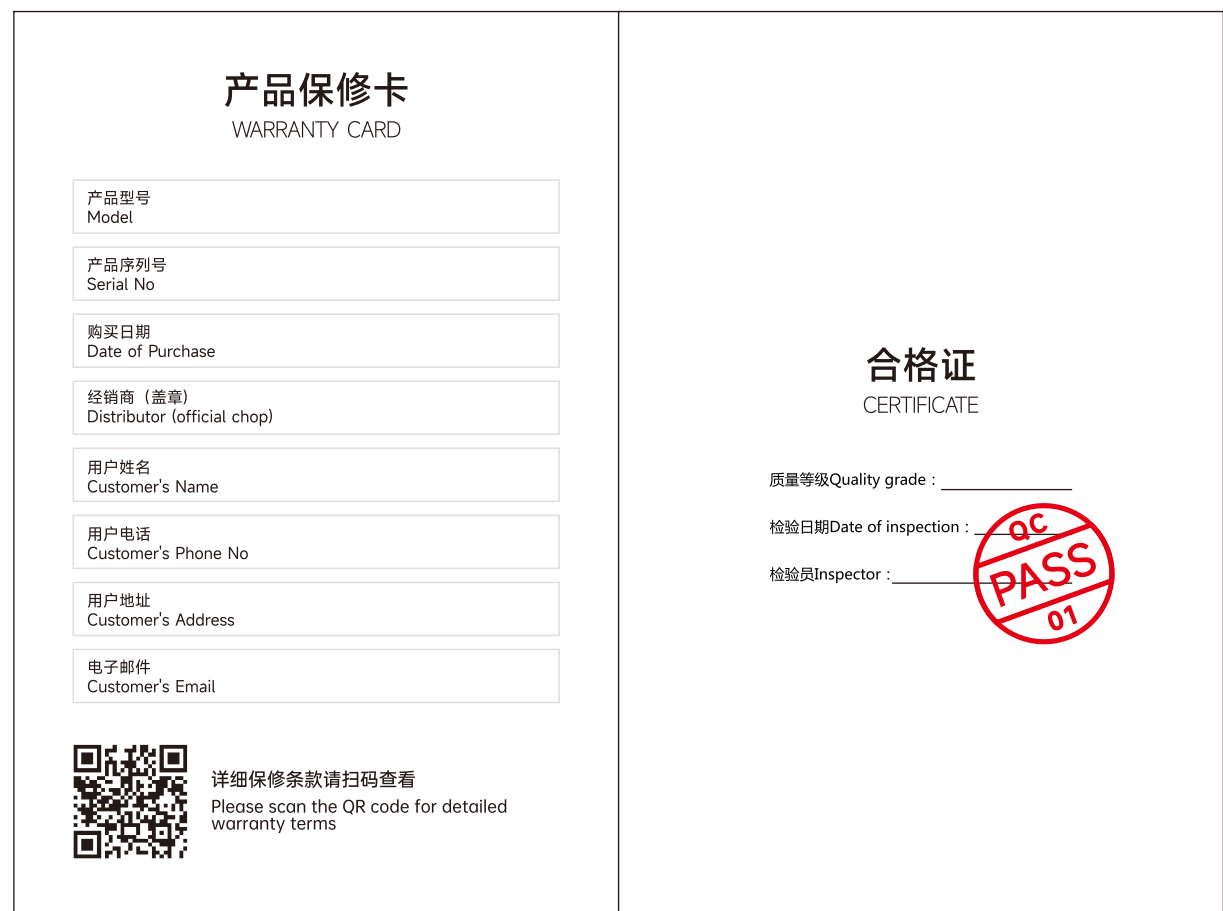 产品保修卡
WARRANTY CARD
产品型号
Model
产品序列号
Serial No
购买日期
Date of Purchase
经销商（盖章）
Distributor (official chop)
用户姓名
Customer's Name
用户电话
Customer's Phone No
用户地址
Customer's Address
电子邮件
Customer's Email
详细保修条款请扫码查看
Please scan the QR code for detailed
warranty terms
合格证
CERTIFICATE
质量等级Quality grade：
检验日期Date of inspection：
检验员Inspector：
QC
PASS
01